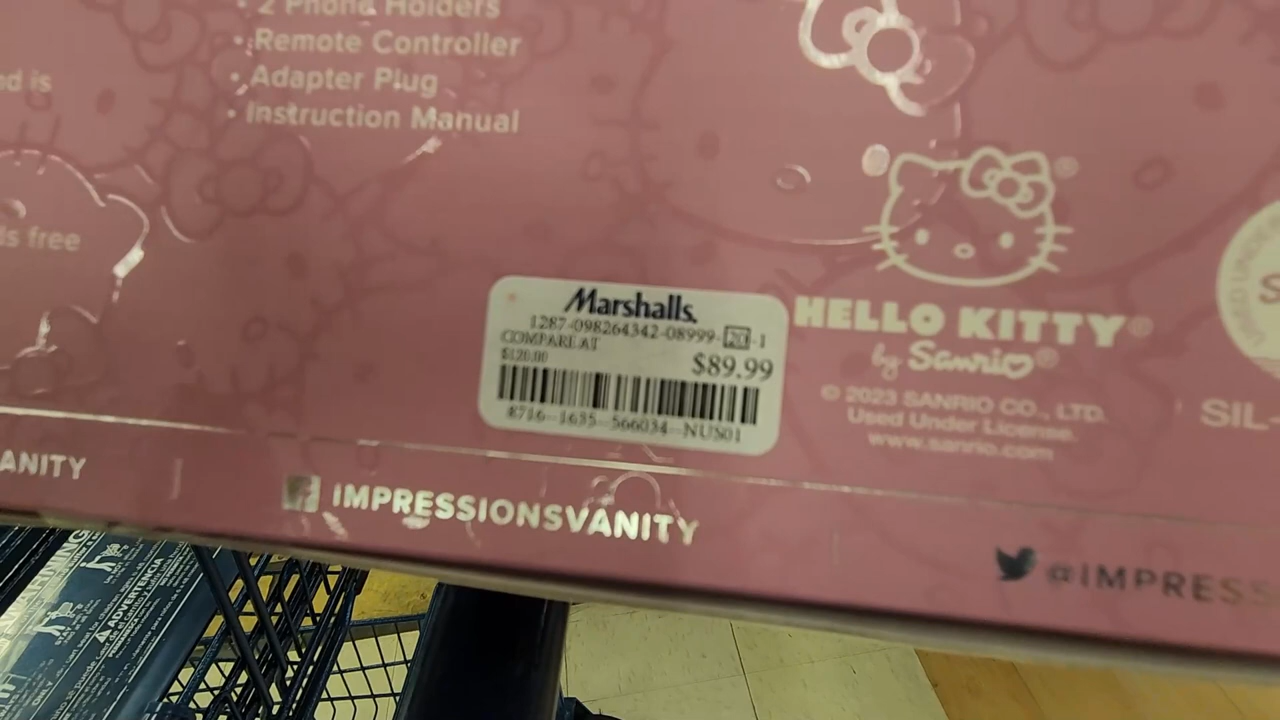 • 2 Phone Holders
• Remote Controller
• Adapter Plug
• Instruction Manual
nd is
ds free
Marshalls.
1287-098264342-08999-20-1
COMPARE AT
$120.00
$89.99
8716-1635-566034-NUS01
HELLO KITTY®
by Sanrio®
© 2023 SANRIO CO., LTD.
Used Under License.
www.sanrio.com
SIL-
ANITY
IMPRESSIONSVANITY
@IMPRESS
WARNING
ADVERTENCIA